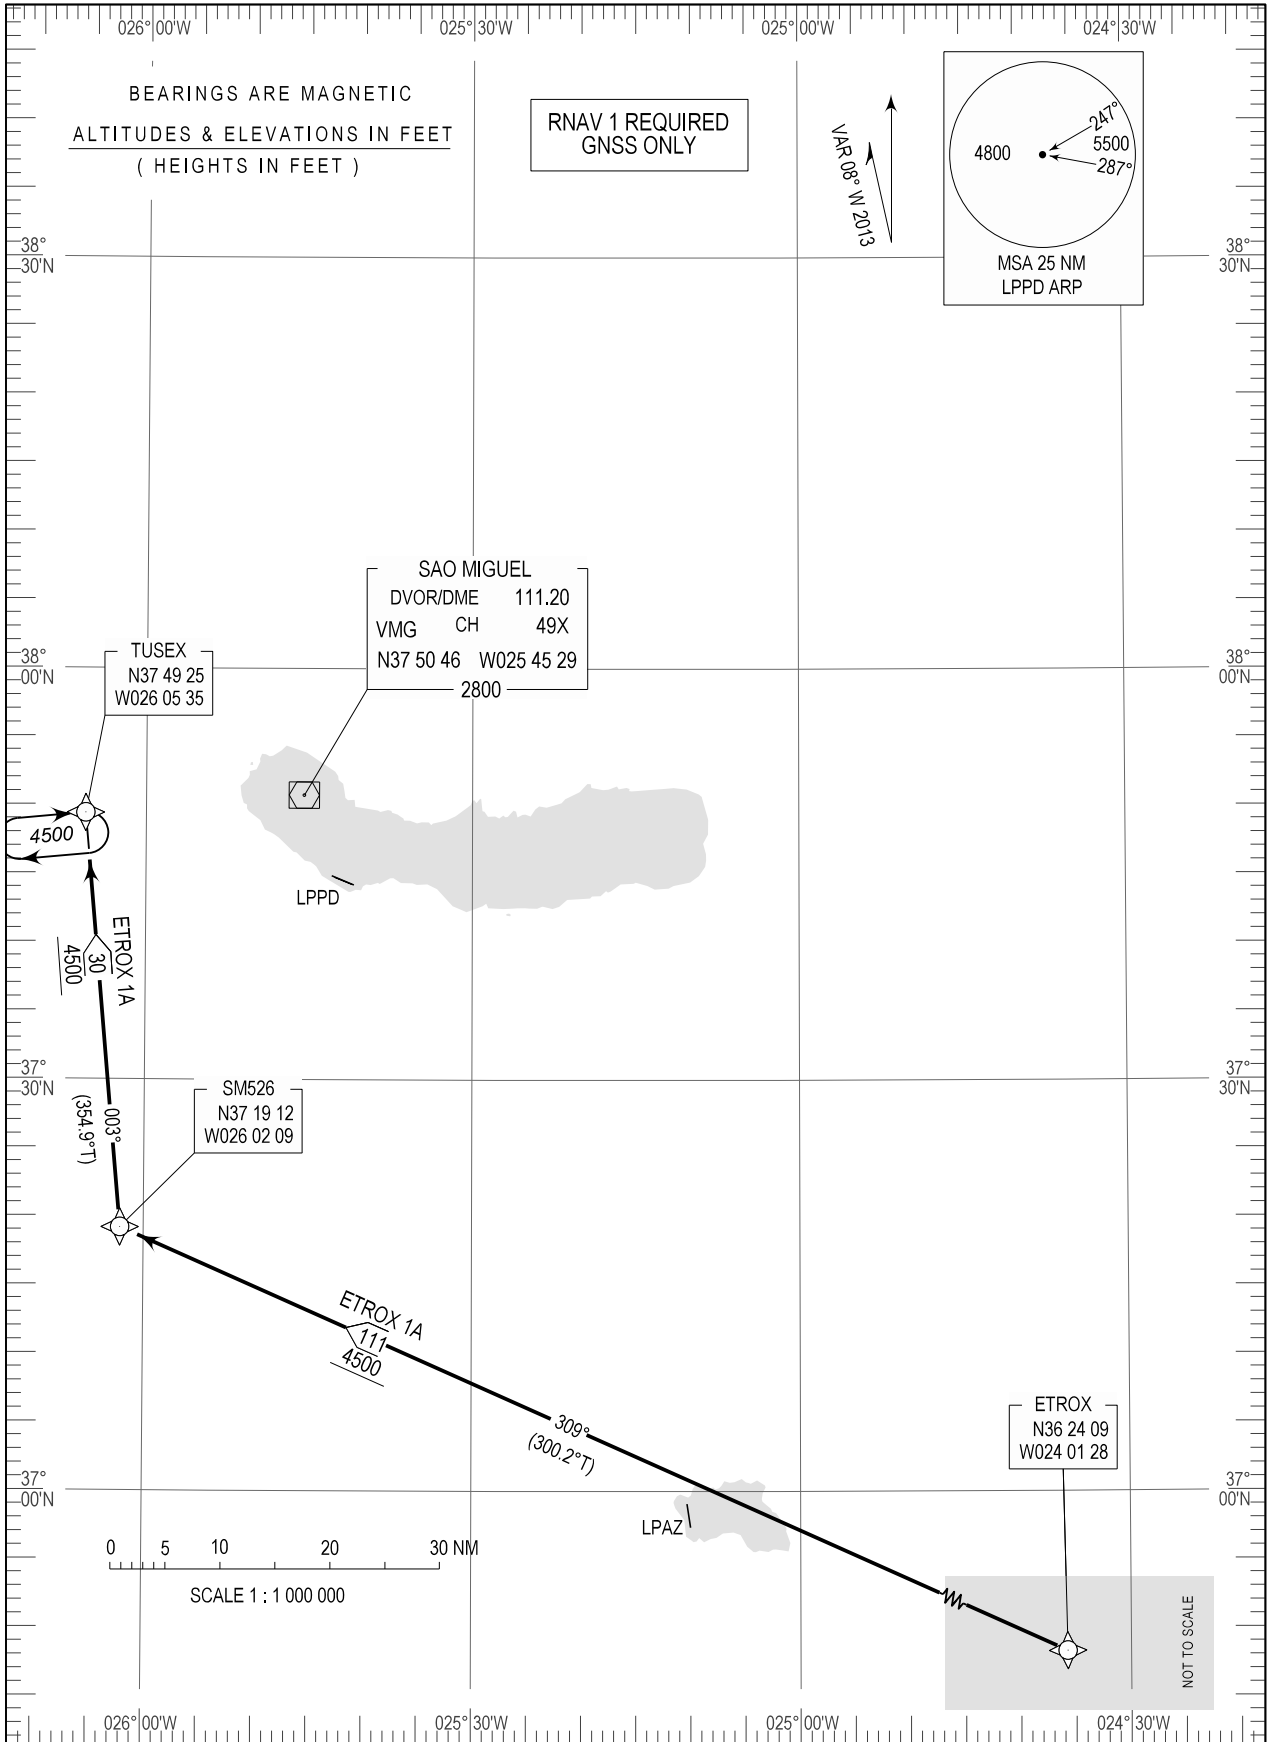 026°00'W
025°30'W
025°00'W
024°30'W
BEARINGS ARE MAGNETIC
ALTITUDES & ELEVATIONS IN FEET
( HEIGHTS IN FEET )
RNAV 1 REQUIRED
GNSS ONLY
VAR 08° W 2013
247°
5500
287°
4800
MSA 25 NM
LPPD ARP
38°
30'N
38°
30'N
SAO MIGUEL
DVOR/DME 111.20
VMG CH 49X
N37 50 46 W025 45 29
2800
TUSEX
N37 49 25
W026 05 35
38°
00'N
38°
00'N
4500
LPPD
ETROX 1A
30
4500
37°
30'N
37°
30'N
SM526
N37 19 12
W026 02 09
003°
(354.9°T)
ETROX 1A
111
4500
309°
(300.2°T)
ETROX
N36 24 09
W024 01 28
37°
00'N
37°
00'N
LPAZ
0 5 10 20 30 NM
SCALE 1 : 1 000 000
NOT TO SCALE
026°00'W
025°30'W
025°00'W
024°30'W